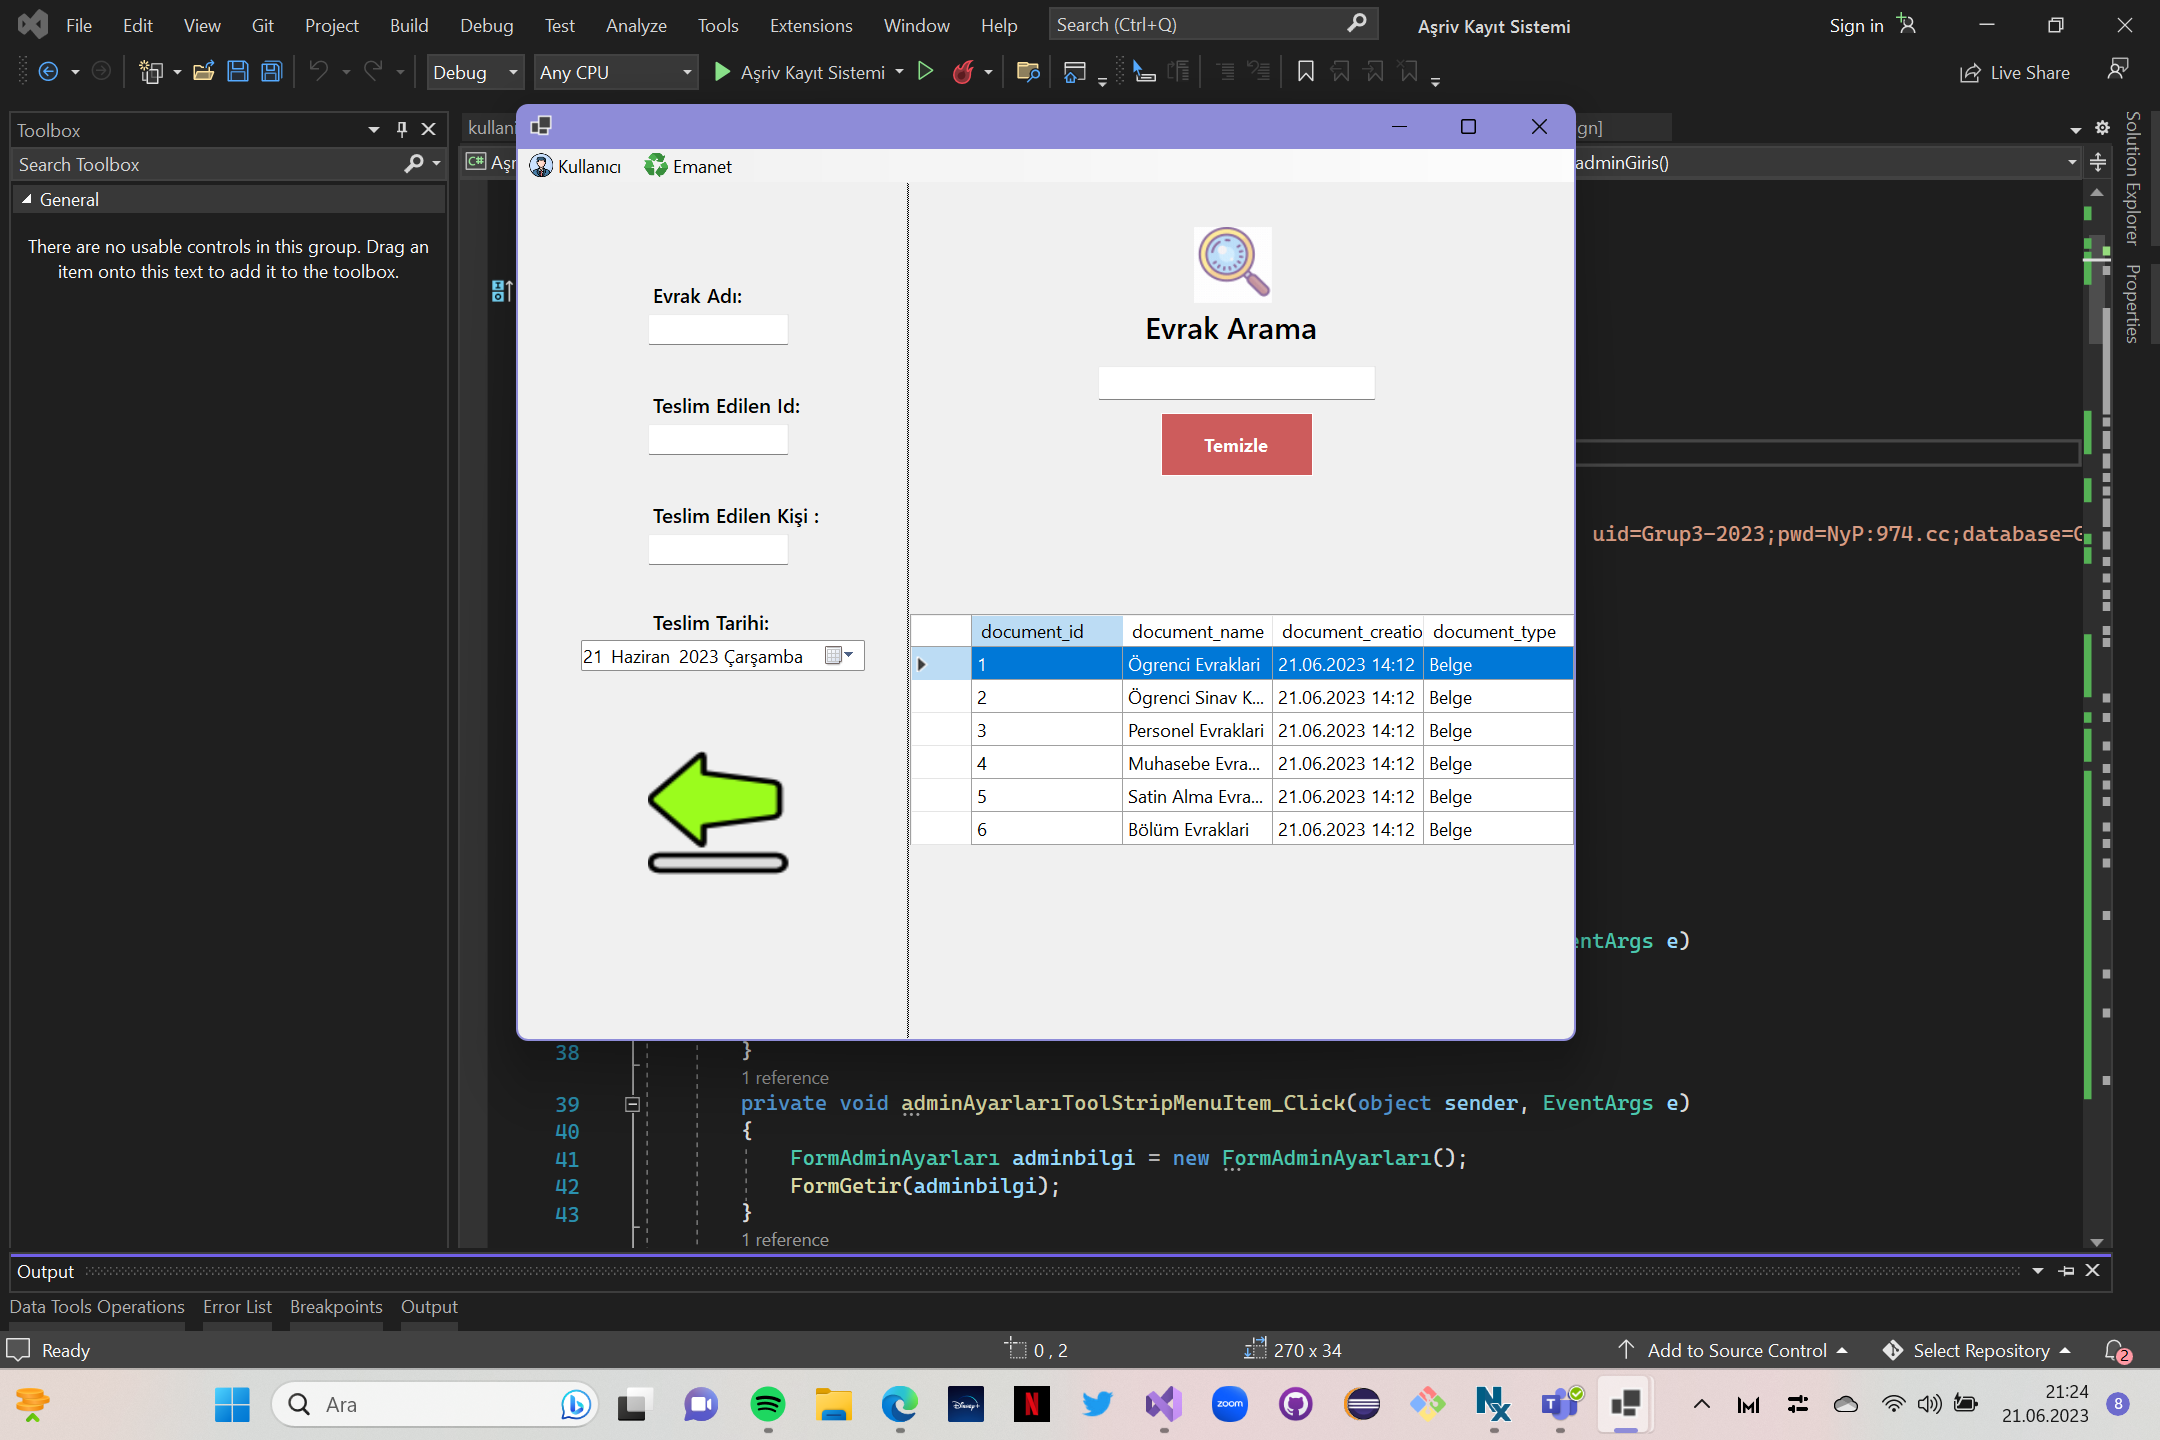 File Edit View Git Project Build Debug Test Analyze Tools Extensions Window Help Search (Ctrl+Q) Aşriv Kayıt Sistemi Sign in
Debug Any CPU Aşriv Kayıt Sistemi Live Share
Toolbox
Search Toolbox
General
There are no usable controls in this group. Drag an
item onto this text to add it to the toolbox.
kullani
gn]
C# Aşr
adminGiris()
Solution Explorer
Properties
Kullanıcı Emanet
Evrak Adı:
Teslim Edilen Id:
Teslim Edilen Kişi :
Teslim Tarihi:
21 Haziran 2023 Çarşamba
Evrak Arama
Temizle
document_id document_name document_creatio document_type
1 Ögrenci Evraklari 21.06.2023 14:12 Belge
2 Ögrenci Sinav K... 21.06.2023 14:12 Belge
3 Personel Evraklari 21.06.2023 14:12 Belge
4 Muhasebe Evra... 21.06.2023 14:12 Belge
5 Satin Alma Evra... 21.06.2023 14:12 Belge
6 Bölüm Evraklari 21.06.2023 14:12 Belge
uid=Grup3-2023;pwd=NyP:974.cc;database=G
entArgs e)
38 }
1 reference
39 private void adminAyarlarıToolStripMenuItem_Click(object sender, EventArgs e)
40 {
41 FormAdminAyarları adminbilgi = new FormAdminAyarları();
42 FormGetir(adminbilgi);
43 }
1 reference
Output
Data Tools Operations Error List Breakpoints Output
Ready 0 , 2 270 x 34 Add to Source Control Select Repository 2
Ara Disney+ N zoom 21:24
21.06.2023 8